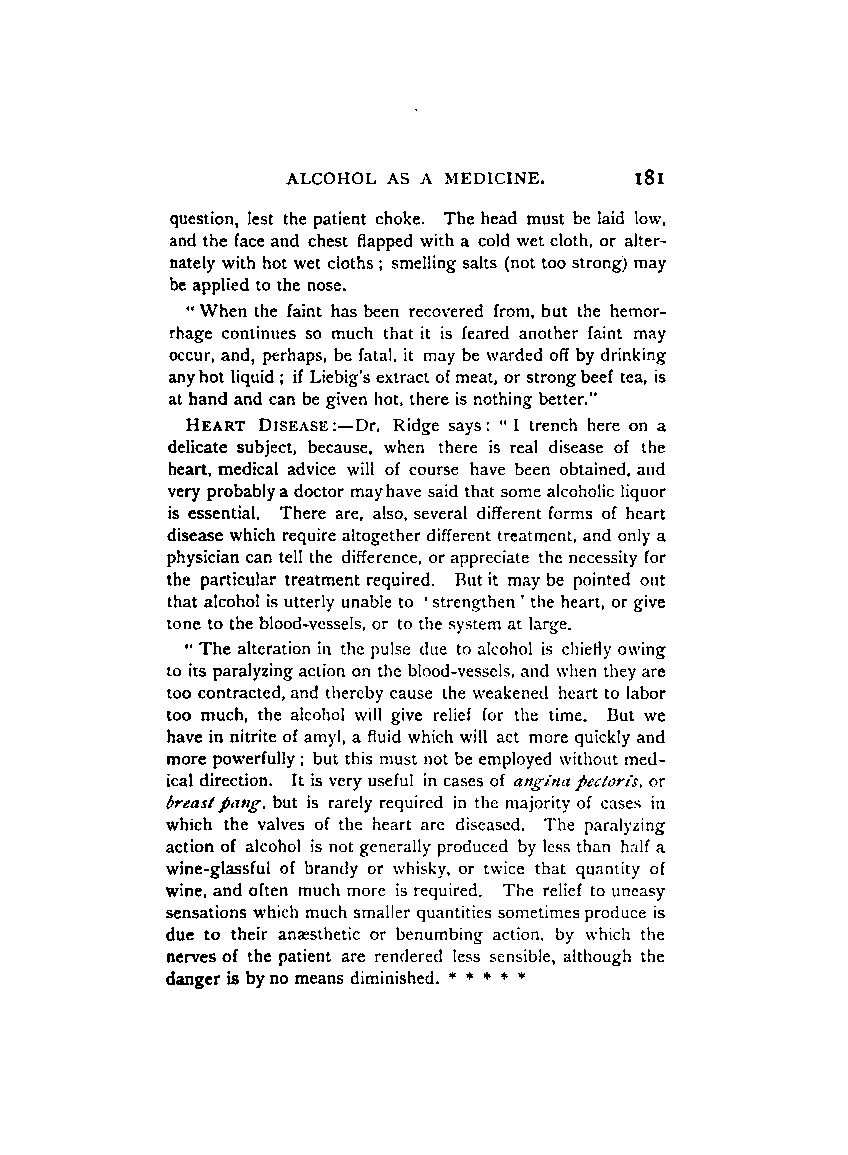 ALCOHOL AS A MEDICINE. 181
question, lest the patient choke. The head must be laid low,
and the face and chest flapped with a cold wet cloth, or alter-
nately with hot wet cloths ; smelling salts (not too strong) may
be applied to the nose.
“ When the faint has been recovered from, but the hemor-
rhage continues so much that it is feared another faint may
occur, and, perhaps, be fatal, it may be warded off by drinking
any hot liquid ; if Liebig's extract of meat, or strong beef tea, is
at hand and can be given hot, there is nothing better.”
HEART DISEASE:—Dr. Ridge says: “ I trench here on a
delicate subject, because, when there is real disease of the
heart, medical advice will of course have been obtained, and
very probably a doctor may have said that some alcoholic liquor
is essential. There are, also, several different forms of heart
disease which require altogether different treatment, and only a
physician can tell the difference, or appreciate the necessity for
the particular treatment required. But it may be pointed out
that alcohol is utterly unable to ‘ strengthen ’ the heart, or give
tone to the blood-vessels, or to the system at large.
“ The alteration in the pulse due to alcohol is chiefly owing
to its paralyzing action on the blood-vessels, and when they are
too contracted, and thereby cause the weakened heart to labor
too much, the alcohol will give relief for the time. But we
have in nitrite of amyl, a fluid which will act more quickly and
more powerfully ; but this must not be employed without med-
ical direction. It is very useful in cases of angina pectoris, or
breast pang, but is rarely required in the majority of cases in
which the valves of the heart are diseased. The paralyzing
action of alcohol is not generally produced by less than half a
wine-glassful of brandy or whisky, or twice that quantity of
wine, and often much more is required. The relief to uneasy
sensations which much smaller quantities sometimes produce is
due to their anæsthetic or benumbing action, by which the
nerves of the patient are rendered less sensible, although the
danger is by no means diminished. * * * * *